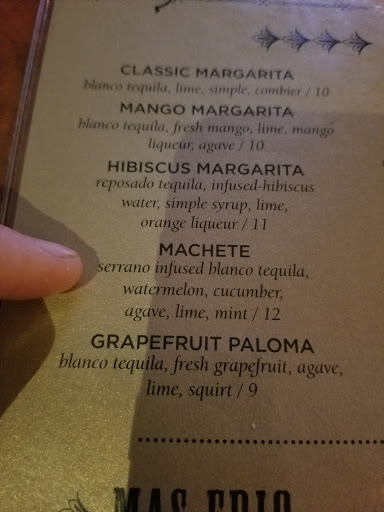 CLASSIC MARGARITA
blanco tequila, lime, simple, combier / 10
MANGO MARGARITA
blanco tequila, fresh mango, lime, mango
liqueur, agave / 10
HIBISCUS MARGARITA
reposado tequila, infused-hibiscus
water, simple syrup, lime,
orange liqueur / 11
MACHETE
serrano infused blanco tequila,
watermelon, cucumber,
agave, lime, mint / 12
GRAPEFRUIT PALOMA
blanco tequila, fresh grapefruit, agave,
lime, squirt / 9
MAS FRIO